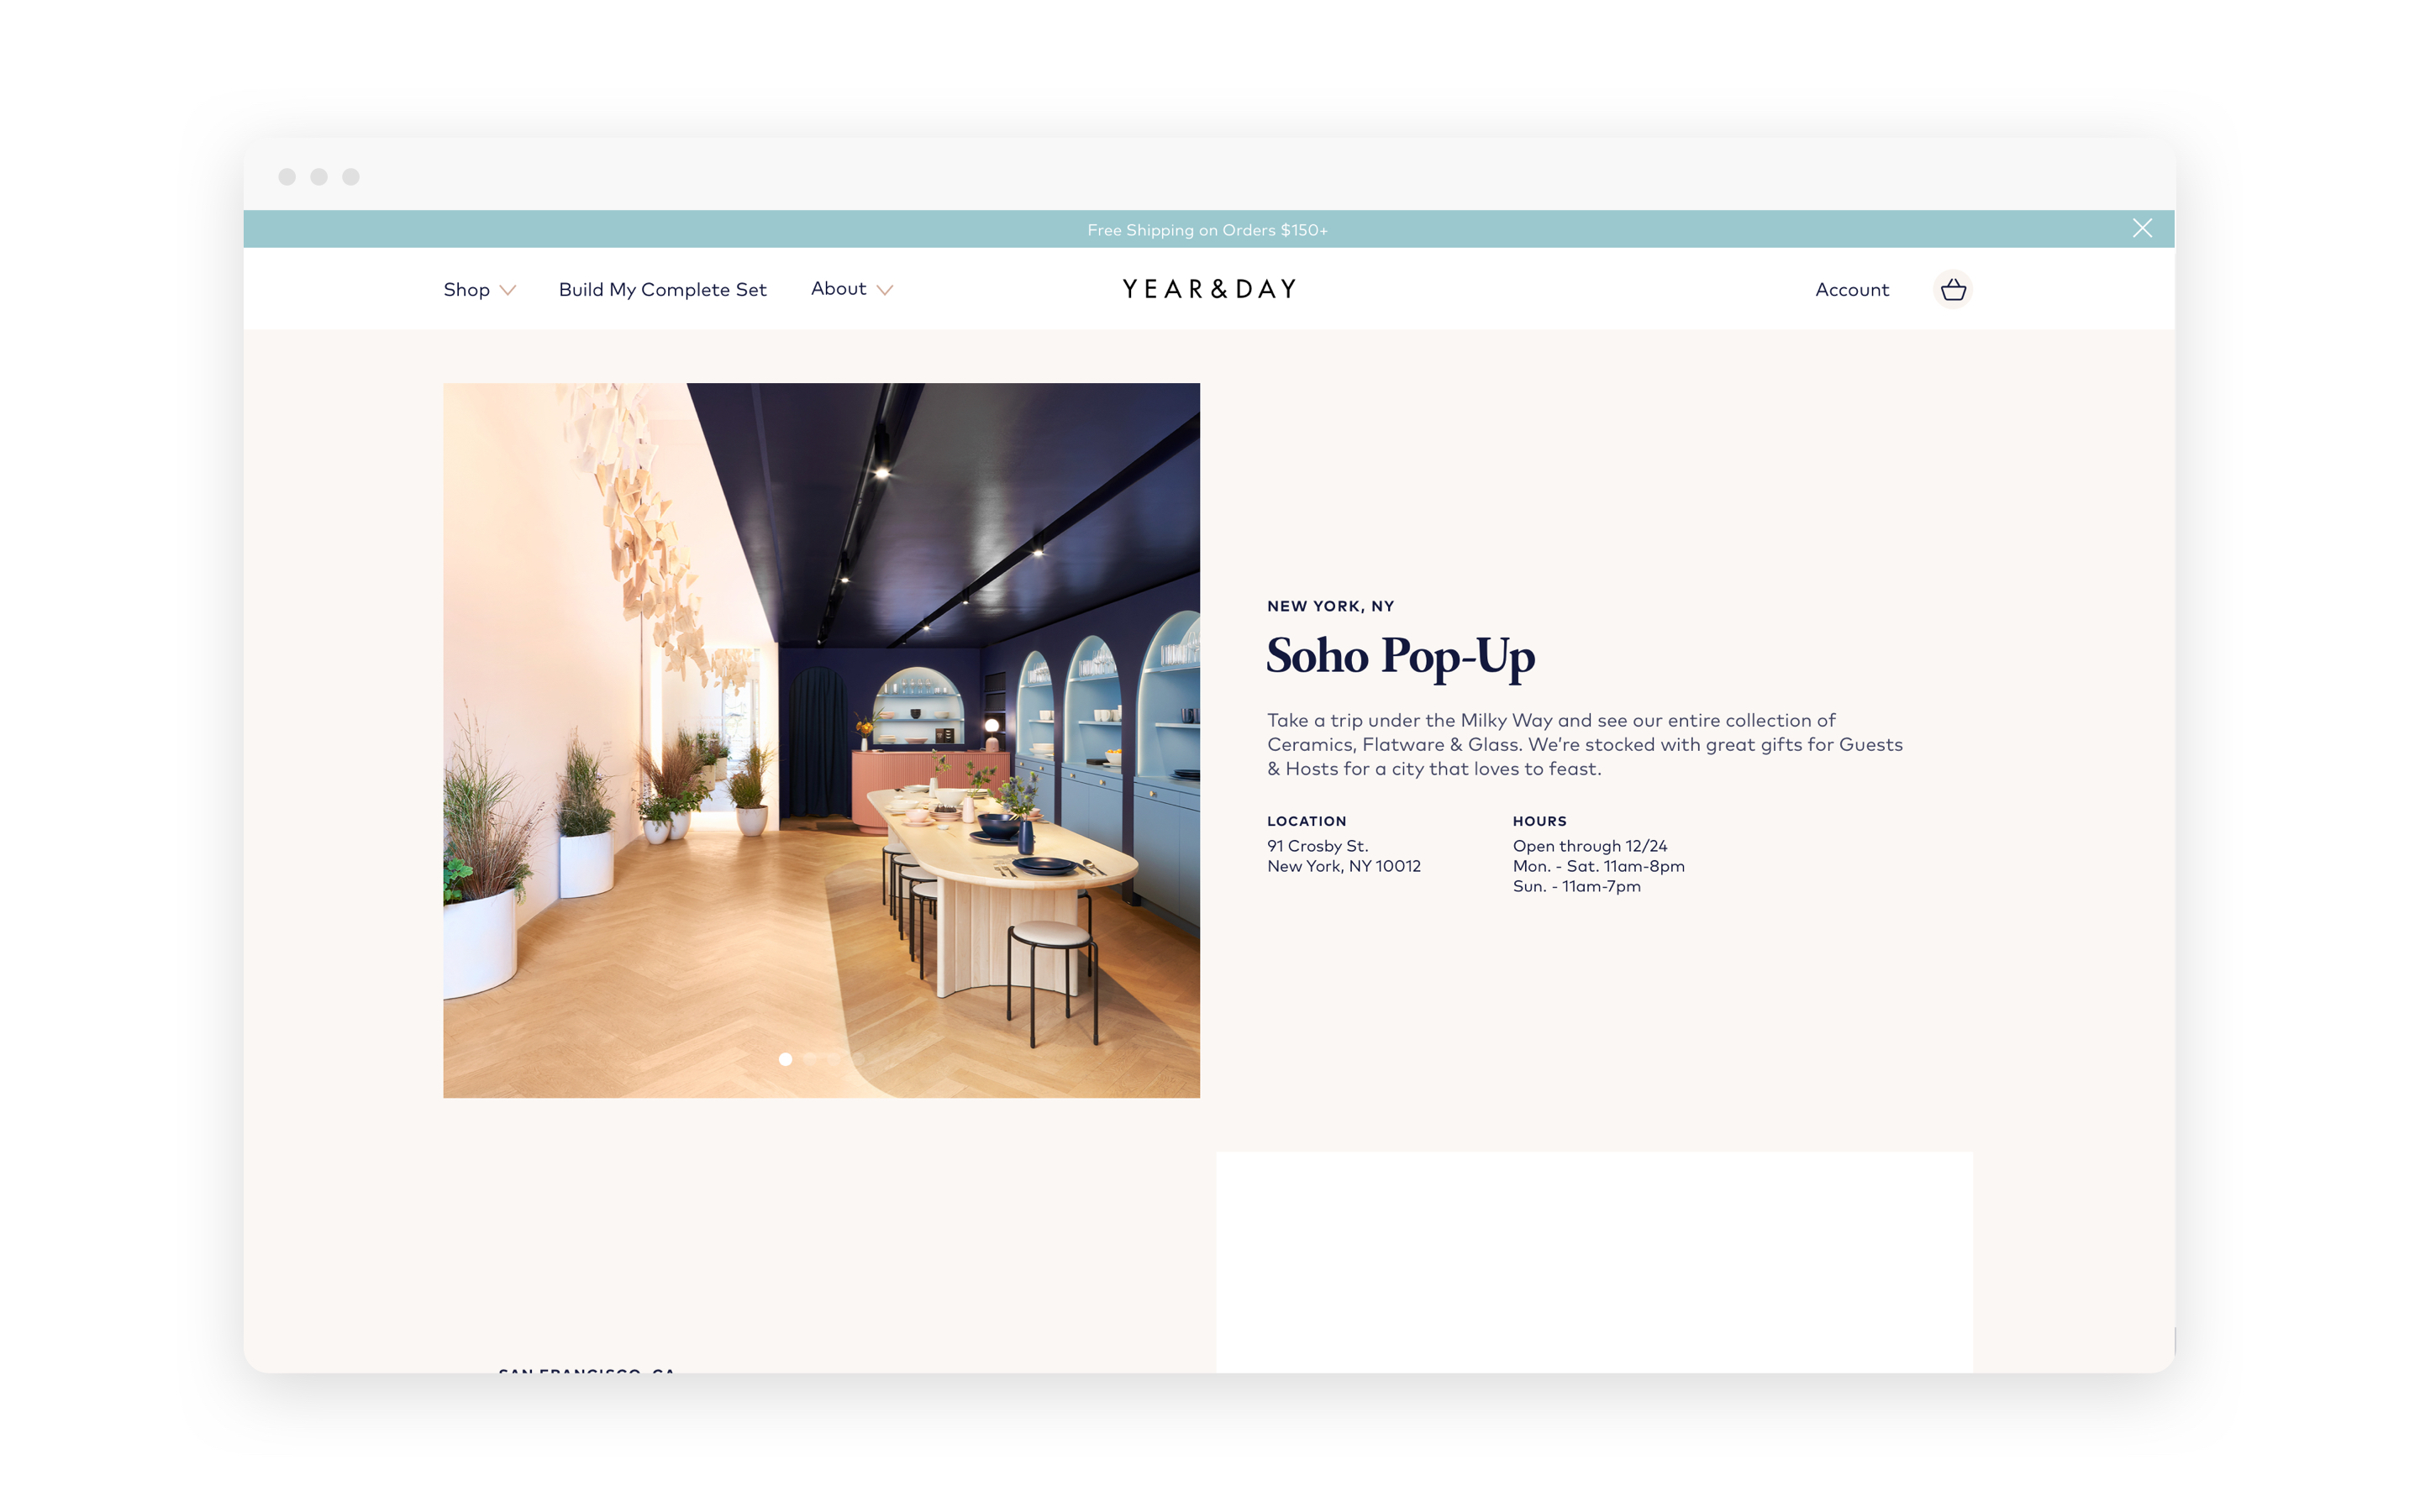 Free Shipping on Orders $150+
Shop
Build My Complete Set
About
YEAR&DAY
Account
NEW YORK, NY
Soho Pop-Up
Take a trip under the Milky Way and see our entire collection of
Ceramics, Flatware & Glass. We’re stocked with great gifts for Guests
& Hosts for a city that loves to feast.
LOCATION
91 Crosby St.
New York, NY 10012
HOURS
Open through 12/24
Mon. - Sat. 11am-8pm
Sun. - 11am-7pm
SAN FRANCISCO, CA